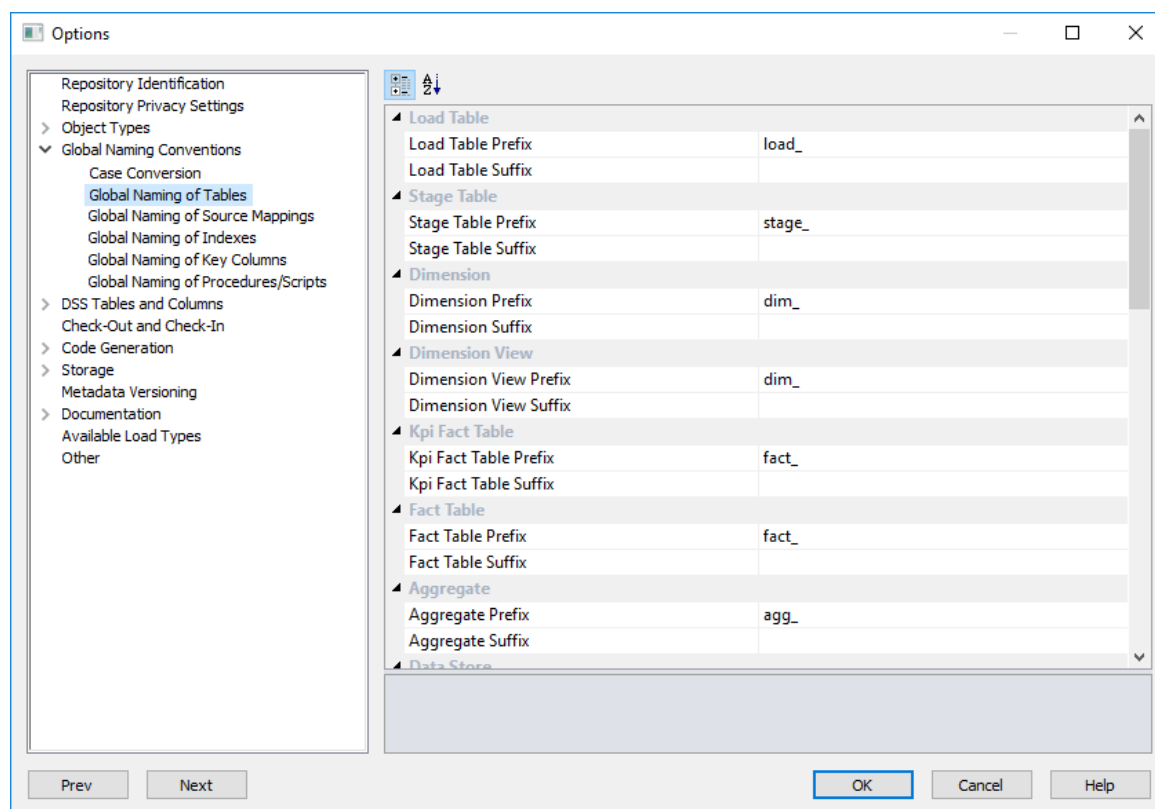 Options
Repository Identification
Repository Privacy Settings
Object Types
Global Naming Conventions
Case Conversion
Global Naming of Tables
Global Naming of Source Mappings
Global Naming of Indexes
Global Naming of Key Columns
Global Naming of Procedures/Scripts
DSS Tables and Columns
Check-Out and Check-In
Code Generation
Storage
Metadata Versioning
Documentation
Available Load Types
Other
Load Table
Load Table Prefix load_
Load Table Suffix
Stage Table
Stage Table Prefix stage_
Stage Table Suffix
Dimension
Dimension Prefix dim_
Dimension Suffix
Dimension View
Dimension View Prefix dim_
Dimension View Suffix
Kpi Fact Table
Kpi Fact Table Prefix fact_
Kpi Fact Table Suffix
Fact Table
Fact Table Prefix fact_
Fact Table Suffix
Aggregate
Aggregate Prefix agg_
Aggregate Suffix
Data Store
Prev Next OK Cancel Help